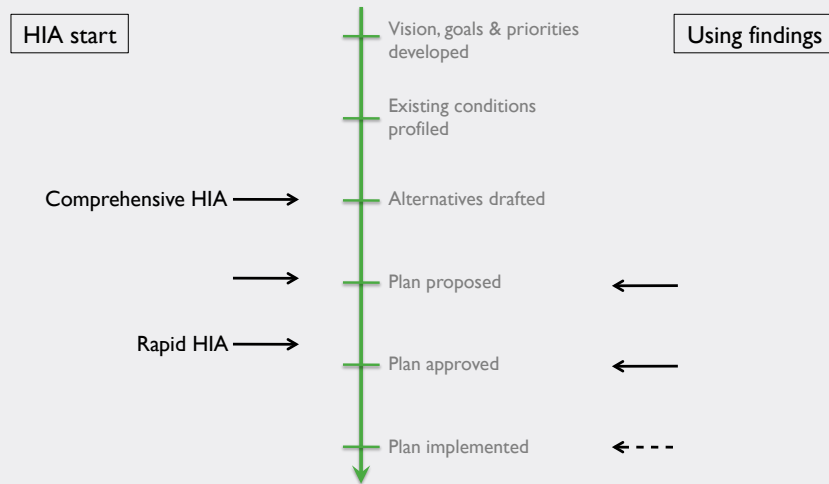 HIA start
Using findings
Vision, goals & priorities
developed
Existing conditions
profiled
Comprehensive HIA
Alternatives drafted
Plan proposed
Rapid HIA
Plan approved
Plan implemented